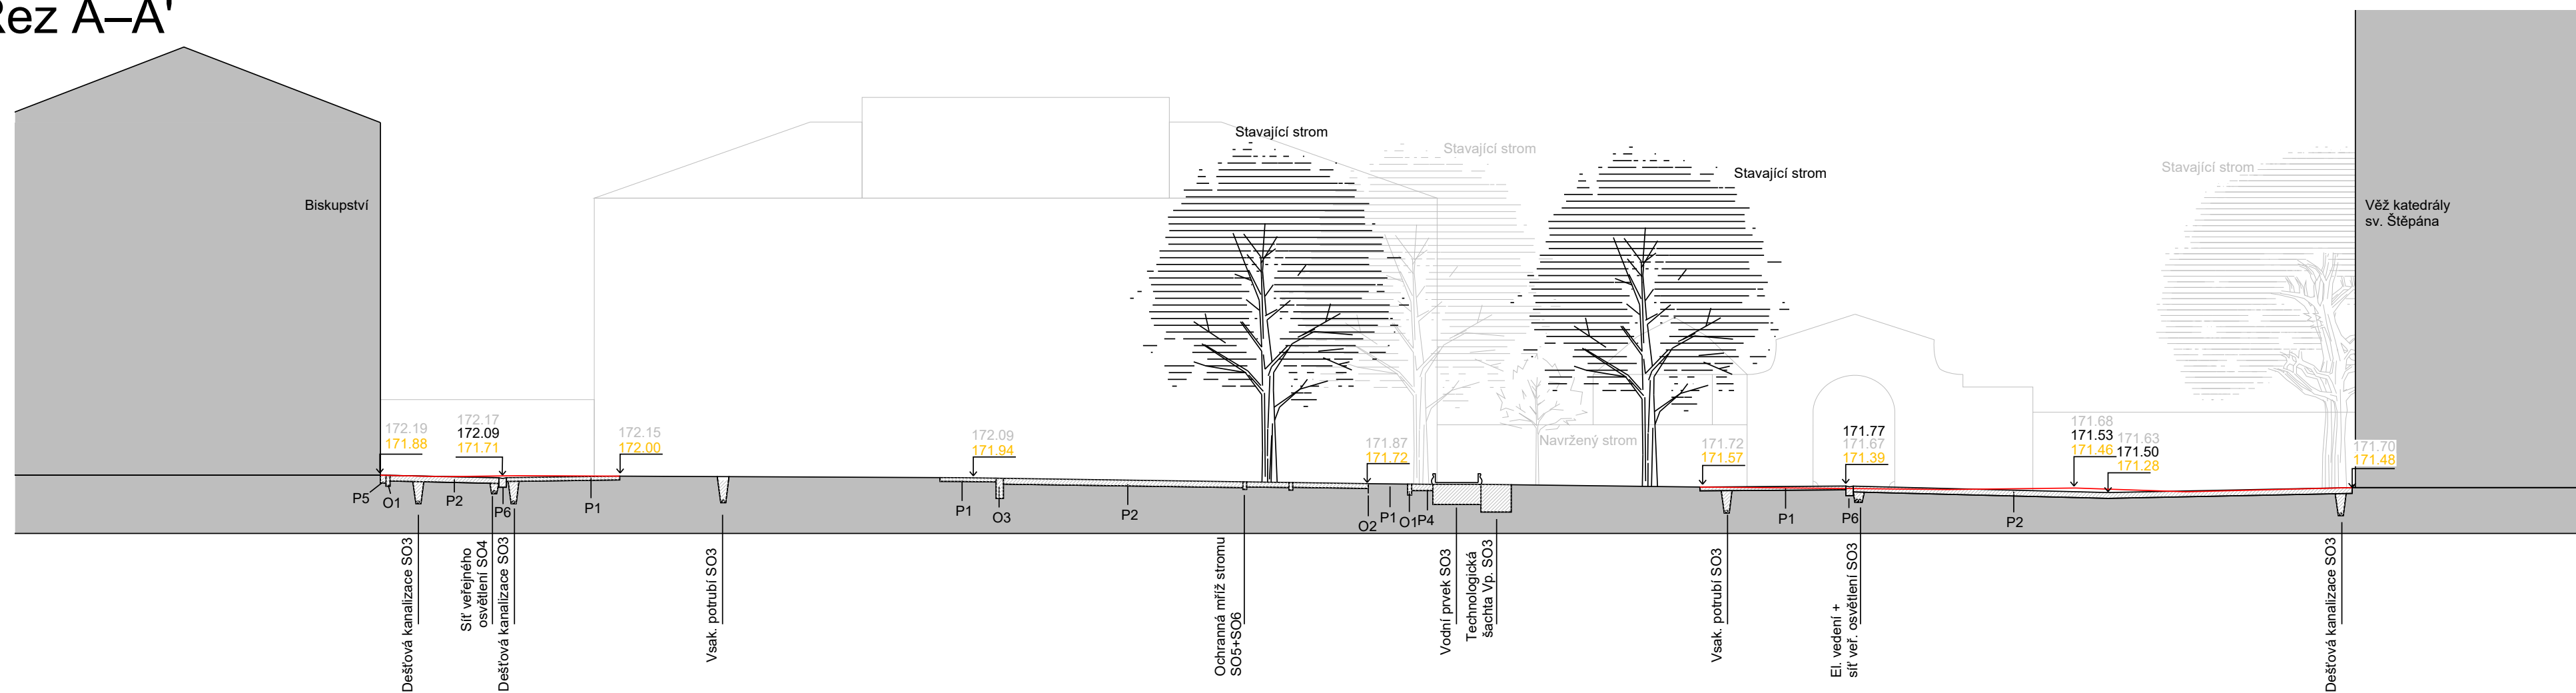 Řez A–A'
Stavající strom
Stavající strom
Stavající strom
Stavající strom
Biskupství
Věž katedrály
sv. Štěpána
172.19
171.88
172.17
172.09
171.71
172.15
172.00
172.09
171.94
171.87
171.72
Navržený strom
171.72
171.57
171.77
171.67
171.39
171.68
171.53
171.46
171.63
171.50
171.28
171.70
171.48
P5
O1
P2
P6
P1
P1
O3
P2
O2
P1
O1
P4
P1
P6
P2
Dešťová kanalizace SO3
Síť veřejného
osvětlení SO4
Dešťová kanalizace SO3
Vsak. potrubí SO3
Ochranná mříž stromu
SO5+SO6
Vodní prvek SO3
Technologická
šachta Vp. SO3
Vsak. potrubí SO3
El. vedení +
síť veř. osvětlení SO3
Dešťová kanalizace SO3